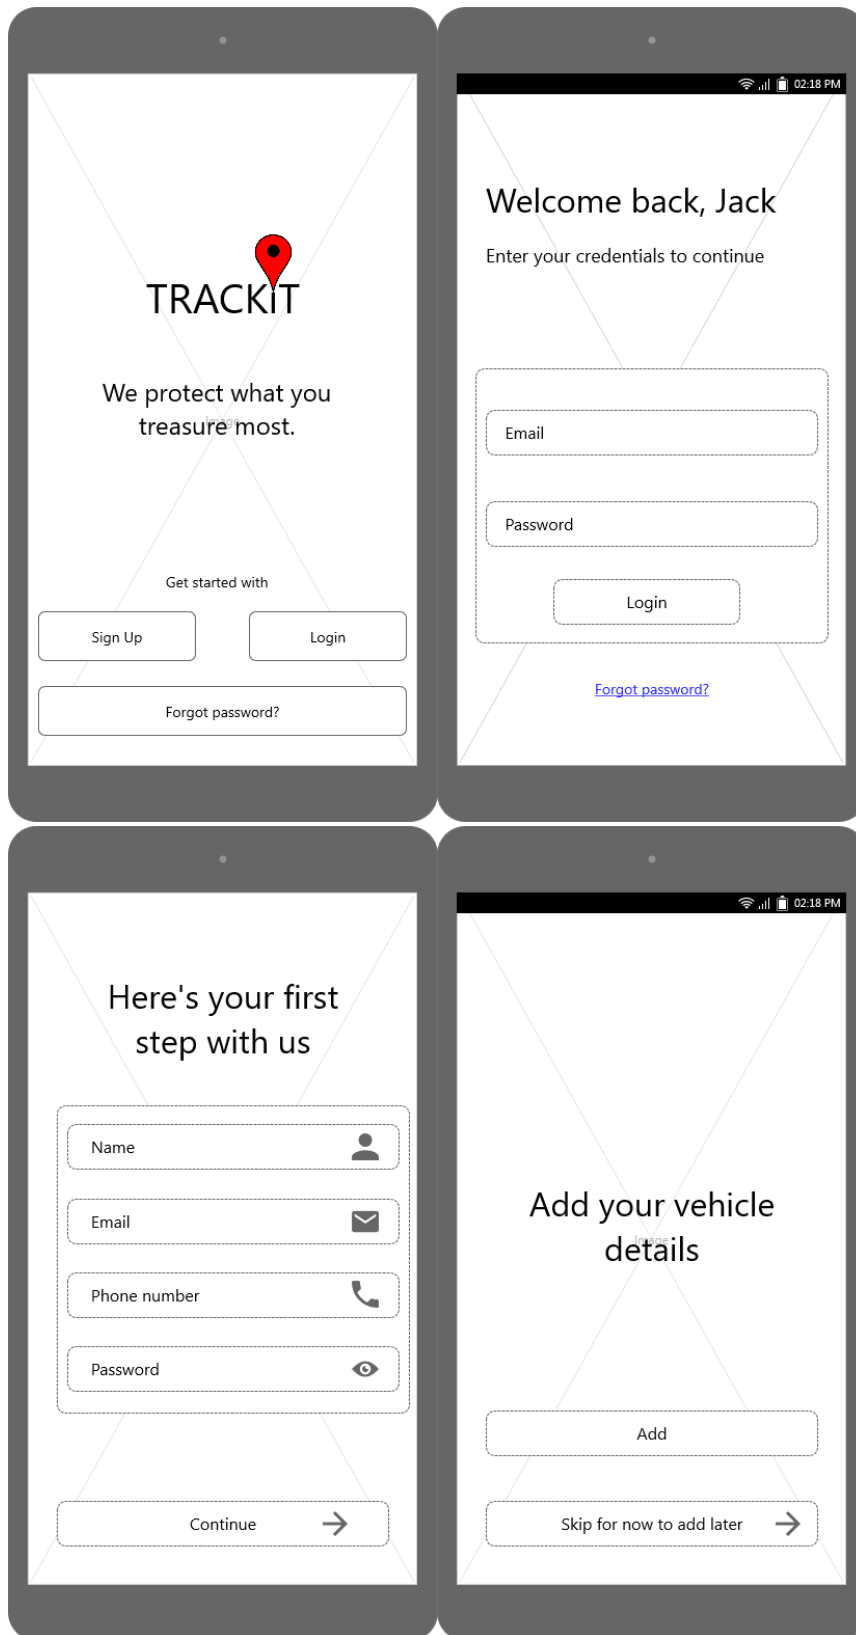 TRACKiT
We protect what you
Image
treasure most.
Get started with
Sign Up
Login
Forgot password?
02:18 PM
Welcome back, Jack
Enter your credentials to continue
Email
Password
Login
Forgot password?
Here's your first
step with us
Name
Email
Phone number
Password
Continue
02:18 PM
Add your vehicle
Image
details
Add
Skip for now to add later